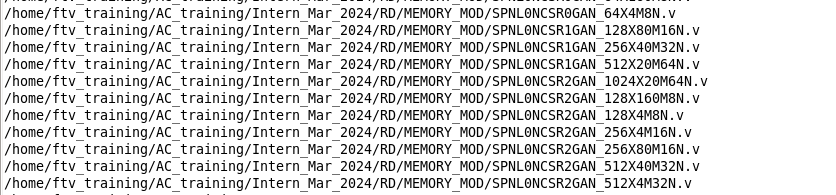 /home/ftv_training/AC_training/Intern_Mar_2024/RD/MEMORY_MOD/SPNL0NCSR0GAN_64X4M8N.v
/home/ftv_training/AC_training/Intern_Mar_2024/RD/MEMORY_MOD/SPNL0NCSR1GAN_128X80M16N.v
/home/ftv_training/AC_training/Intern_Mar_2024/RD/MEMORY_MOD/SPNL0NCSR1GAN_256X40M32N.v
/home/ftv_training/AC_training/Intern_Mar_2024/RD/MEMORY_MOD/SPNL0NCSR1GAN_512X20M64N.v
/home/ftv_training/AC_training/Intern_Mar_2024/RD/MEMORY_MOD/SPNL0NCSR2GAN_1024X20M64N.v
/home/ftv_training/AC_training/Intern_Mar_2024/RD/MEMORY_MOD/SPNL0NCSR2GAN_128X160M8N.v
/home/ftv_training/AC_training/Intern_Mar_2024/RD/MEMORY_MOD/SPNL0NCSR2GAN_128X4M8N.v
/home/ftv_training/AC_training/Intern_Mar_2024/RD/MEMORY_MOD/SPNL0NCSR2GAN_256X4M16N.v
/home/ftv_training/AC_training/Intern_Mar_2024/RD/MEMORY_MOD/SPNL0NCSR2GAN_256X80M16N.v
/home/ftv_training/AC_training/Intern_Mar_2024/RD/MEMORY_MOD/SPNL0NCSR2GAN_512X40M32N.v
/home/ftv_training/AC_training/Intern_Mar_2024/RD/MEMORY_MOD/SPNL0NCSR2GAN_512X4M32N.v